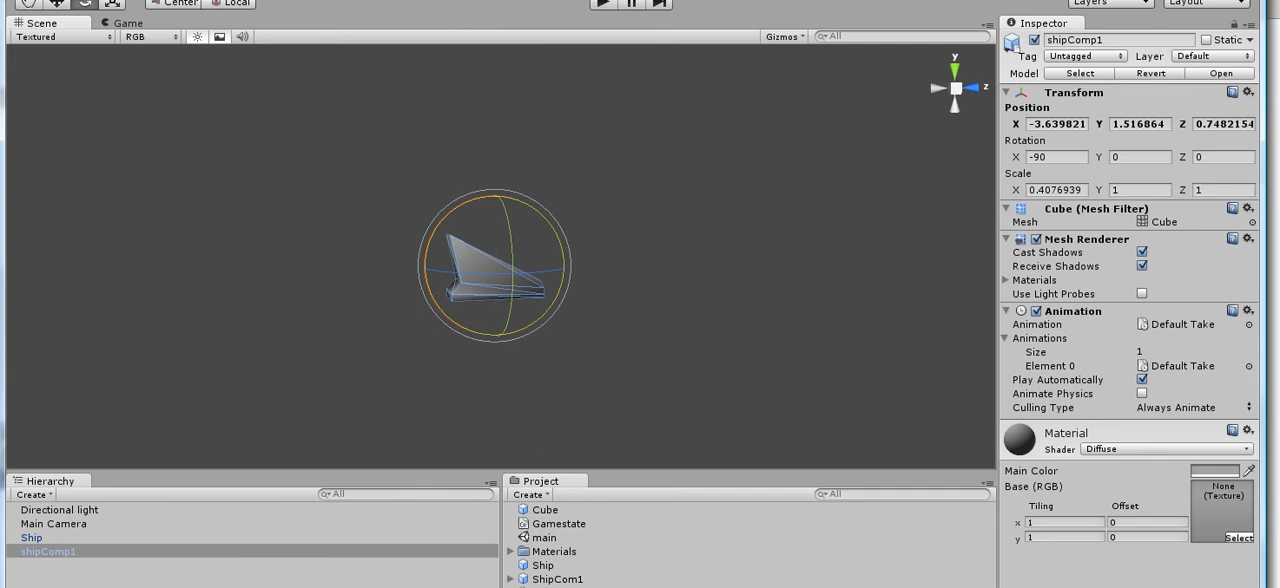 Center Local
Layers Layout
Scene Game
Textured RGB Gizmos All
y
z
Inspector
shipComp1 Static
Tag Untagged Layer Default
Model Select Revert Open
Transform
Position
X -3.639821 Y 1.516864 Z 0.7482154
Rotation
X -90 Y 0 Z 0
Scale
X 0.4076939 Y 1 Z 1
Cube (Mesh Filter)
Mesh Cube
Mesh Renderer
Cast Shadows
Receive Shadows
Materials
Use Light Probes
Animation
Animation Default Take
Animations
Size 1
Element 0 Default Take
Play Automatically
Animate Physics
Culling Type Always Animate
Material
Shader Diffuse
Main Color
Base (RGB) None
(Texture)
Tiling Offset
x 1 0
y 1 0
Select
Hierarchy
Create All
Directional light
Main Camera
Ship
shipComp1
Project
Create All
Cube
Gamestate
main
Materials
Ship
ShipCom1